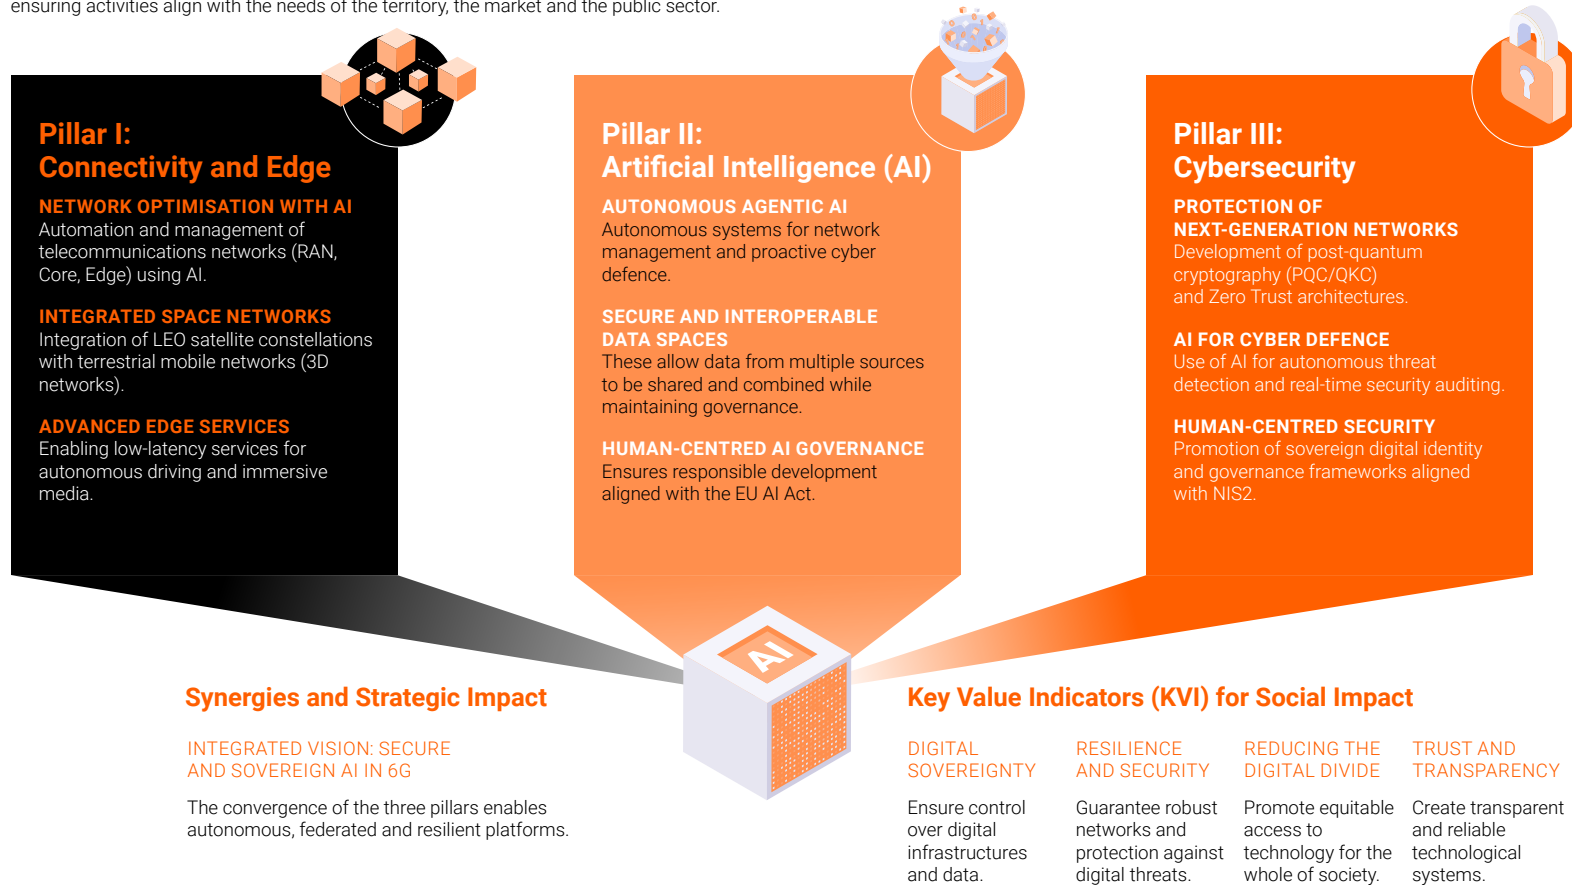 ensuring activities align with the needs of the territory, the market and the public sector.
Pillar I:
Connectivity and Edge
NETWORK OPTIMISATION WITH AI
Automation and management of
telecommunications networks (RAN,
Core, Edge) using AI.
INTEGRATED SPACE NETWORKS
Integration of LEO satellite constellations
with terrestrial mobile networks (3D
networks).
ADVANCED EDGE SERVICES
Enabling low-latency services for
autonomous driving and immersive
media.
Pillar II:
Artificial Intelligence (AI)
AUTONOMOUS AGENTIC AI
Autonomous systems for network
management and proactive cyber
defence.
SECURE AND INTEROPERABLE
DATA SPACES
These allow data from multiple sources
to be shared and combined while
maintaining governance.
HUMAN-CENTRED AI GOVERNANCE
Ensures responsible development
aligned with the EU AI Act.
Pillar III:
Cybersecurity
PROTECTION OF
NEXT-GENERATION NETWORKS
Development of post-quantum
cryptography (PQC/QKC)
and Zero Trust architectures.
AI FOR CYBER DEFENCE
Use of AI for autonomous threat
detection and real-time security auditing.
HUMAN-CENTRED SECURITY
Promotion of sovereign digital identity
and governance frameworks aligned
with NIS2.
AI
Synergies and Strategic Impact
INTEGRATED VISION: SECURE
AND SOVEREIGN AI IN 6G
The convergence of the three pillars enables
autonomous, federated and resilient platforms.
Key Value Indicators (KVI) for Social Impact
DIGITAL
SOVEREIGNTY
Ensure control
over digital
infrastructures
and data.
RESILIENCE
AND SECURITY
Guarantee robust
networks and
protection against
digital threats.
REDUCING THE
DIGITAL DIVIDE
Promote equitable
access to
technology for the
whole of society.
TRUST AND
TRANSPARENCY
Create transparent
and reliable
technological
systems.